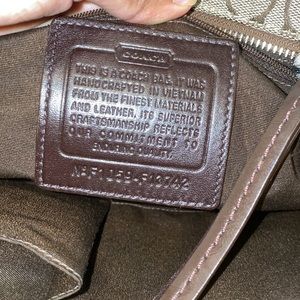 COACH
THIS IS A COACH BAG. IT WAS
HANDCRAFTED IN VIETNAM
FROM THE FINEST MATERIALS
AND LEATHER. ITS SUPERIOR
CRAFTSMANSHIP REFLECTS
OUR COMMITMENT TO
ENDURING QUALITY.